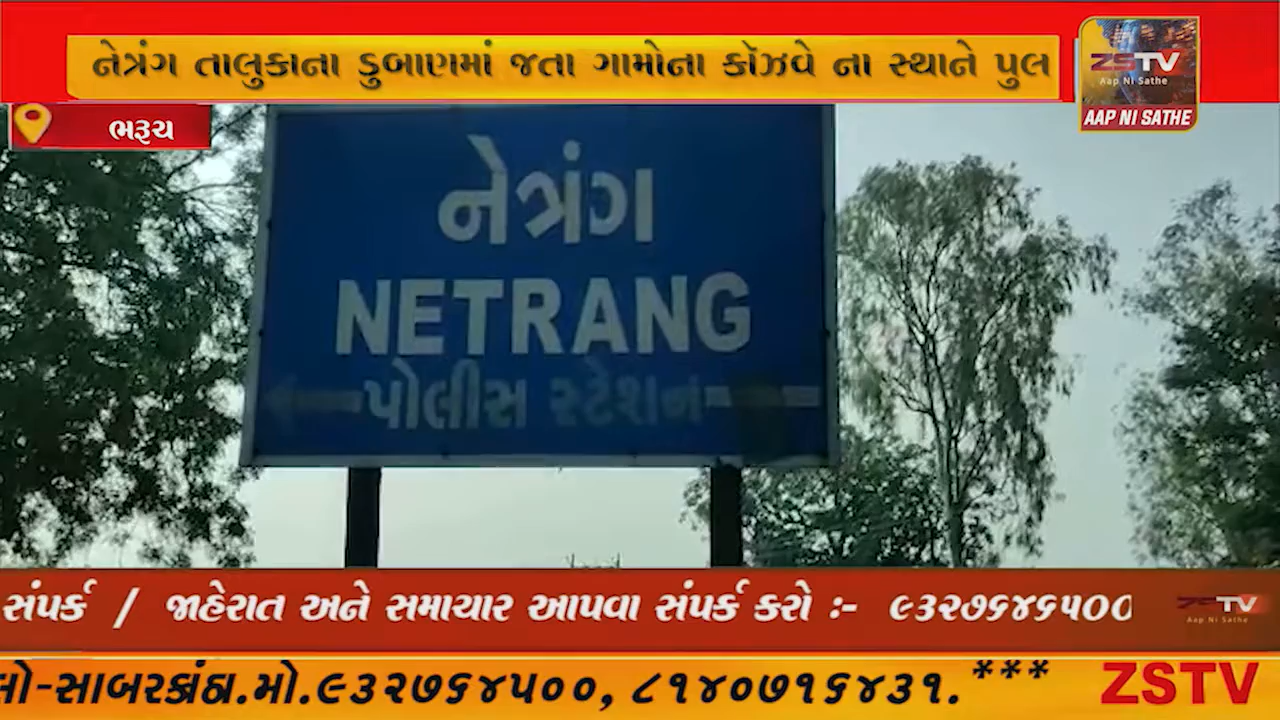 નેત્રંગ તાલુકાના ડુબાણમાં જતા ગામોના કૉઝવે ના સ્થાને પુલ
ZSTV
Aap Ni Sathe
AAP NI SATHE
ભરૂચ
નેત્રંગ
NETRANG
પોલીસ સ્ટેશન
સંપર્ક / જાહેરાત અને સમાચાર આપવા સંપર્ક કરો :- ૯૩૨૭૬૪૬૫૦૦
ZSTV
Aap Ni Sathe
લો-સાબરકાંઠા.મો.૯૩૨૭૬૪૫૦૦, ૮૧૪૦૭૧૬૪૩૧.*** ZSTV